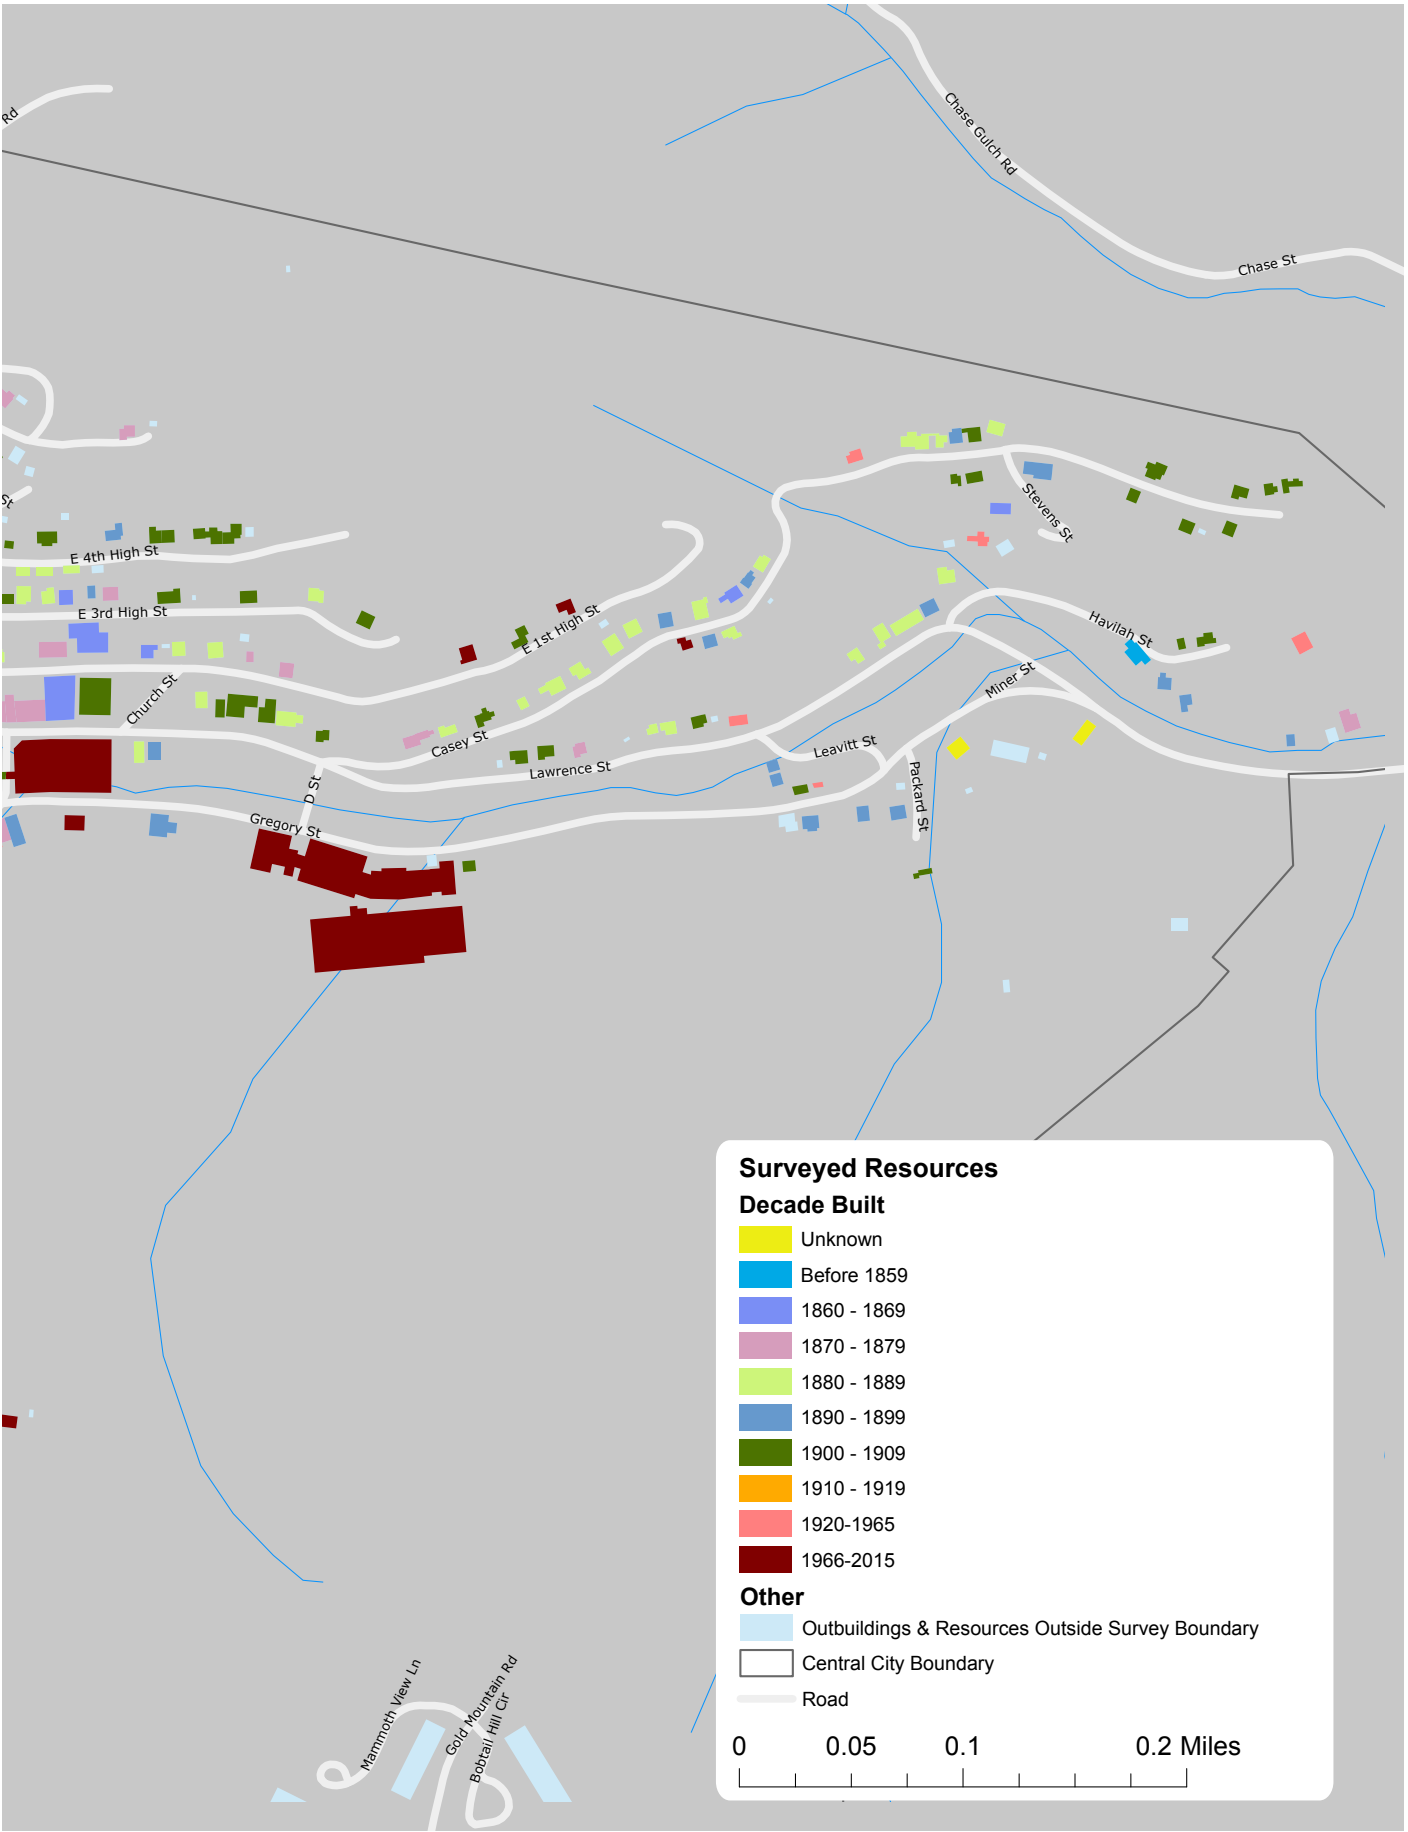 Rd
Chase Gulch Rd
Chase St
St
E 4th High St
Stevens St
E 3rd High St
E 1st High St
Havilah St
Church St
Miner St
Casey St
Leavitt St
Lawrence St
D St
Packard St
Gregory St
Surveyed Resources
Decade Built
Unknown
Before 1859
1860 - 1869
1870 - 1879
1880 - 1889
1890 - 1899
1900 - 1909
1910 - 1919
1920-1965
1966-2015
Other
Outbuildings & Resources Outside Survey Boundary
Central City Boundary
Road
0 0.05 0.1 0.2 Miles
Mammoth View Ln
Gold Mountain Rd
Bobtail Hill Cir